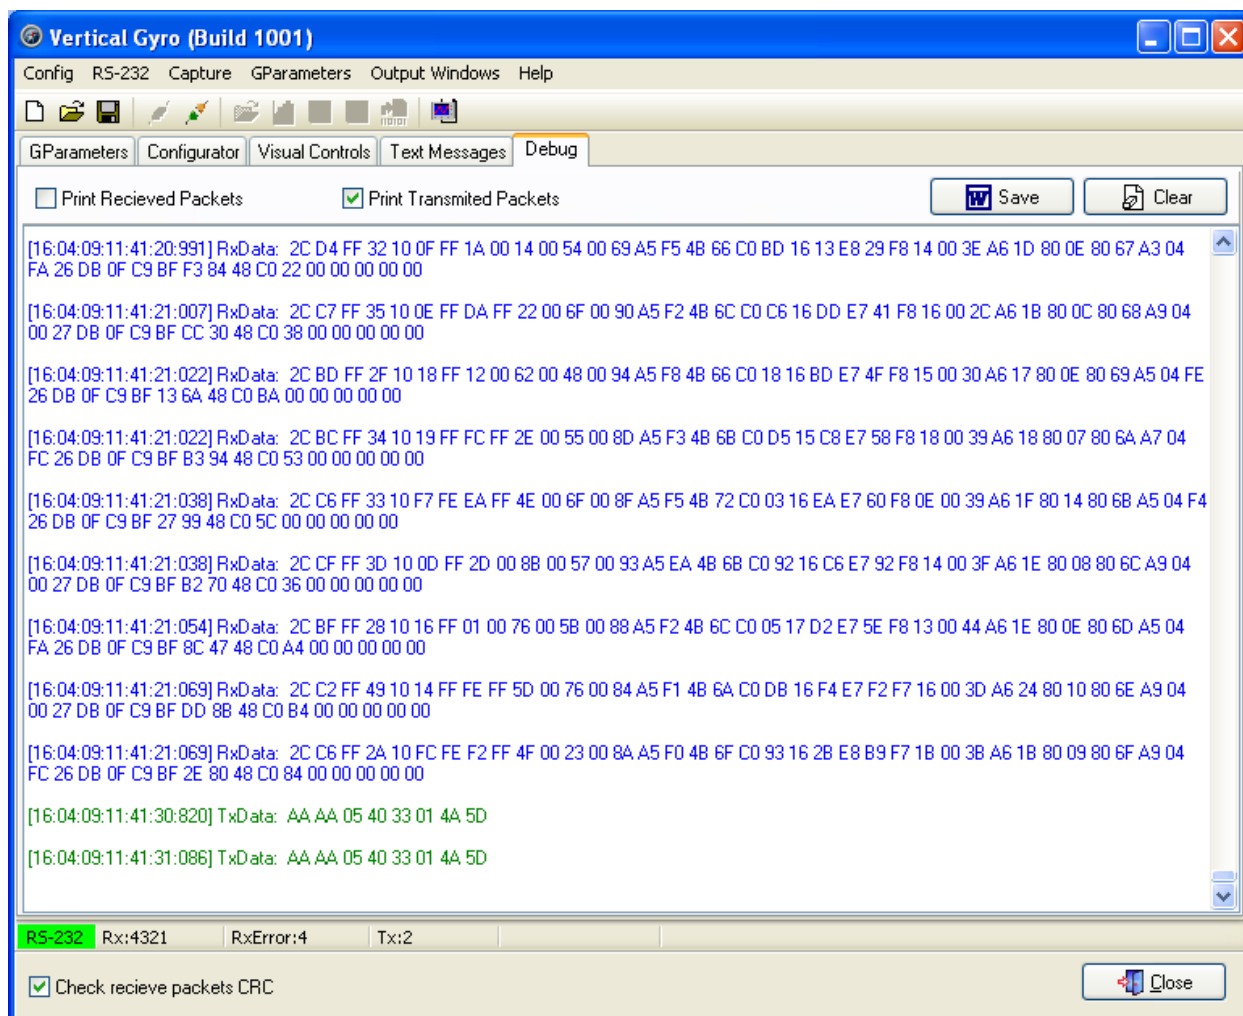 Vertical Gyro (Build 1001)
Config RS-232 Capture GParameters Output Windows Help
GParameters Configurator Visual Controls Text Messages Debug
Print Recieved Packets Print Transmited Packets Save Clear
[16:04:09:11:41:20:991] RxData: 2C D4 FF 32 10 0F FF 1A 00 14 00 54 00 69 A5 F5 4B 66 C0 BD 16 13 E8 29 F8 14 00 3E A6 1D 80 0E 80 67 A3 04
FA 26 DB 0F C9 BF F3 84 48 C0 22 00 00 00 00 00
[16:04:09:11:41:21:007] RxData: 2C C7 FF 35 10 0E FF DA FF 22 00 6F 00 90 A5 F2 4B 6C C0 C6 16 DD E7 41 F8 16 00 2C A6 1B 80 0C 80 68 A9 04
00 27 DB 0F C9 BF CC 30 48 C0 38 00 00 00 00 00
[16:04:09:11:41:21:022] RxData: 2C BD FF 2F 10 18 FF 12 00 62 00 48 00 94 A5 F8 4B 66 C0 18 16 BD E7 4F F8 15 00 30 A6 17 80 0E 80 69 A5 04 FE
26 DB 0F C9 BF 13 6A 48 C0 BA 00 00 00 00 00
[16:04:09:11:41:21:022] RxData: 2C BC FF 34 10 19 FF FC FF 2E 00 55 00 8D A5 F3 4B 6B C0 D5 15 C8 E7 58 F8 18 00 39 A6 18 80 07 80 6A A7 04
FC 26 DB 0F C9 BF B3 94 48 C0 53 00 00 00 00 00
[16:04:09:11:41:21:038] RxData: 2C C6 FF 33 10 F7 FE EA FF 4E 00 6F 00 8F A5 F5 4B 72 C0 03 16 EA E7 60 F8 0E 00 39 A6 1F 80 14 80 6B A5 04 F4
26 DB 0F C9 BF 27 99 48 C0 5C 00 00 00 00 00
[16:04:09:11:41:21:038] RxData: 2C CF FF 3D 10 0D FF 2D 00 8B 00 57 00 93 A5 EA 4B 6B C0 92 16 C6 E7 92 F8 14 00 3F A6 1E 80 08 80 6C A9 04
00 27 DB 0F C9 BF B2 70 48 C0 36 00 00 00 00 00
[16:04:09:11:41:21:054] RxData: 2C BF FF 28 10 16 FF 01 00 76 00 5B 00 88 A5 F2 4B 6C C0 05 17 D2 E7 5E F8 13 00 44 A6 1E 80 0E 80 6D A5 04
FA 26 DB 0F C9 BF 8C 47 48 C0 A4 00 00 00 00 00
[16:04:09:11:41:21:069] RxData: 2C C2 FF 49 10 14 FF FE FF 5D 00 76 00 84 A5 F1 4B 6A C0 DB 16 F4 E7 F2 F7 16 00 3D A6 24 80 10 80 6E A9 04
00 27 DB 0F C9 BF DD 8B 48 C0 B4 00 00 00 00 00
[16:04:09:11:41:21:069] RxData: 2C C6 FF 2A 10 FC FE F2 FF 4F 00 23 00 8A A5 F0 4B 6F C0 93 16 2B E8 B9 F7 1B 00 3B A6 1B 80 09 80 6F A9 04
FC 26 DB 0F C9 BF 2E 80 48 C0 84 00 00 00 00 00
[16:04:09:11:41:30:820] TxData: AA AA 05 40 33 01 4A 5D
[16:04:09:11:41:31:086] TxData: AA AA 05 40 33 01 4A 5D
RS-232 Rx:4321 RxError:4 Tx:2
Check recieve packets CRC Close